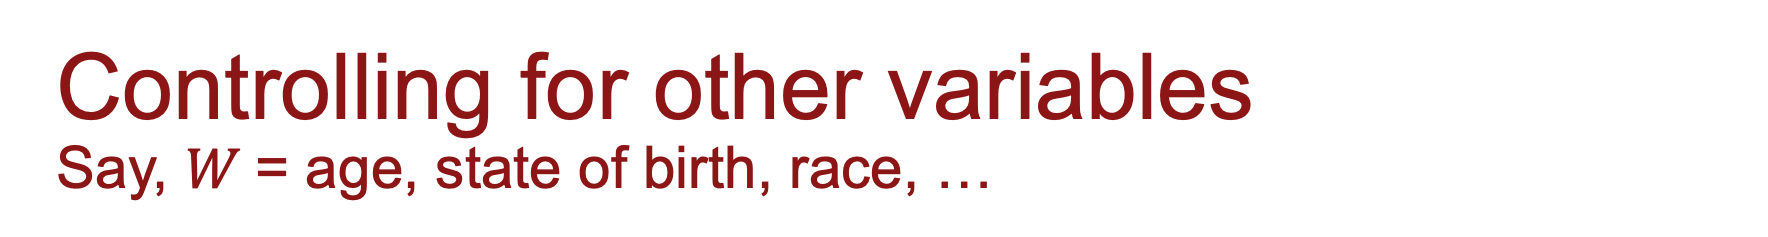 Controlling for other variables
Say, W = age, state of birth, race, …